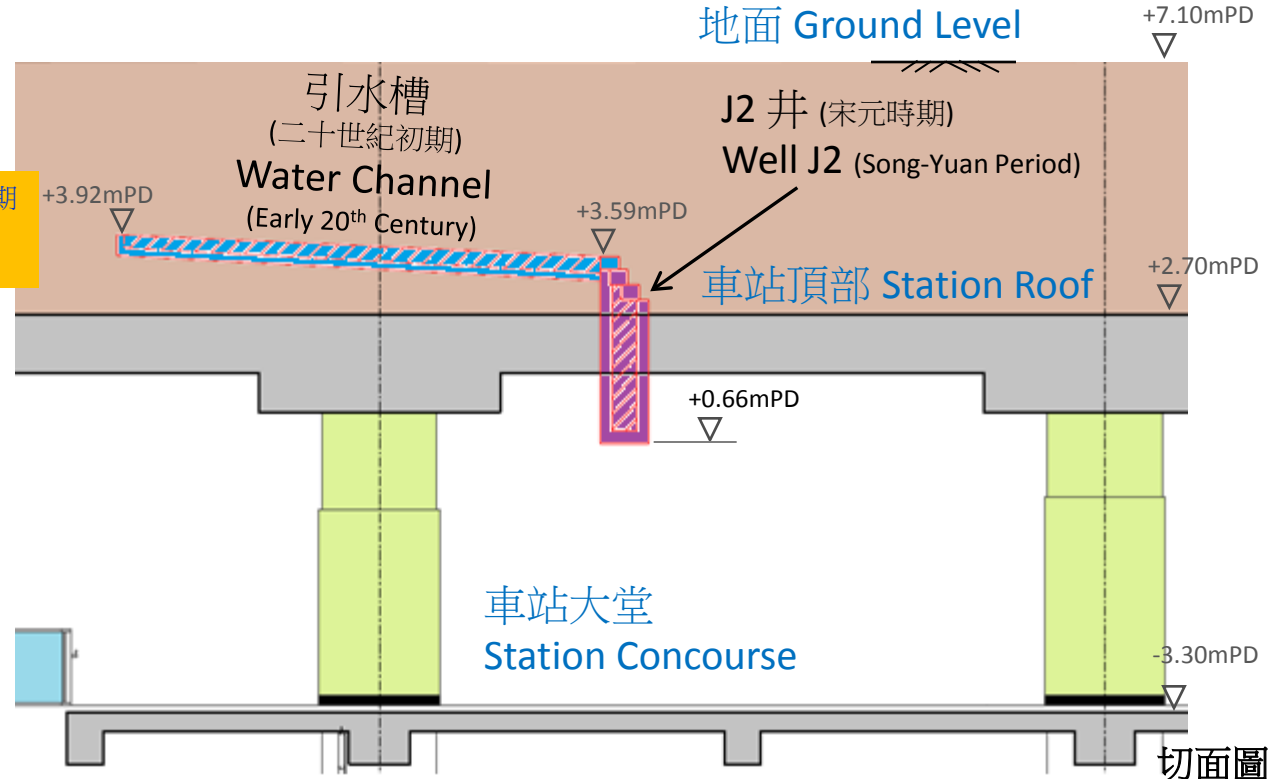 地面 Ground Level
+7.10mPD
引水槽
(二十世紀初期)
Water Channel
(Early 20th Century)
J2 井 (宋元時期)
Well J2 (Song-Yuan Period)
期
+3.92mPD
+3.59mPD
車站頂部 Station Roof
+2.70mPD
+0.66mPD
車站大堂
Station Concourse
-3.30mPD
切面圖